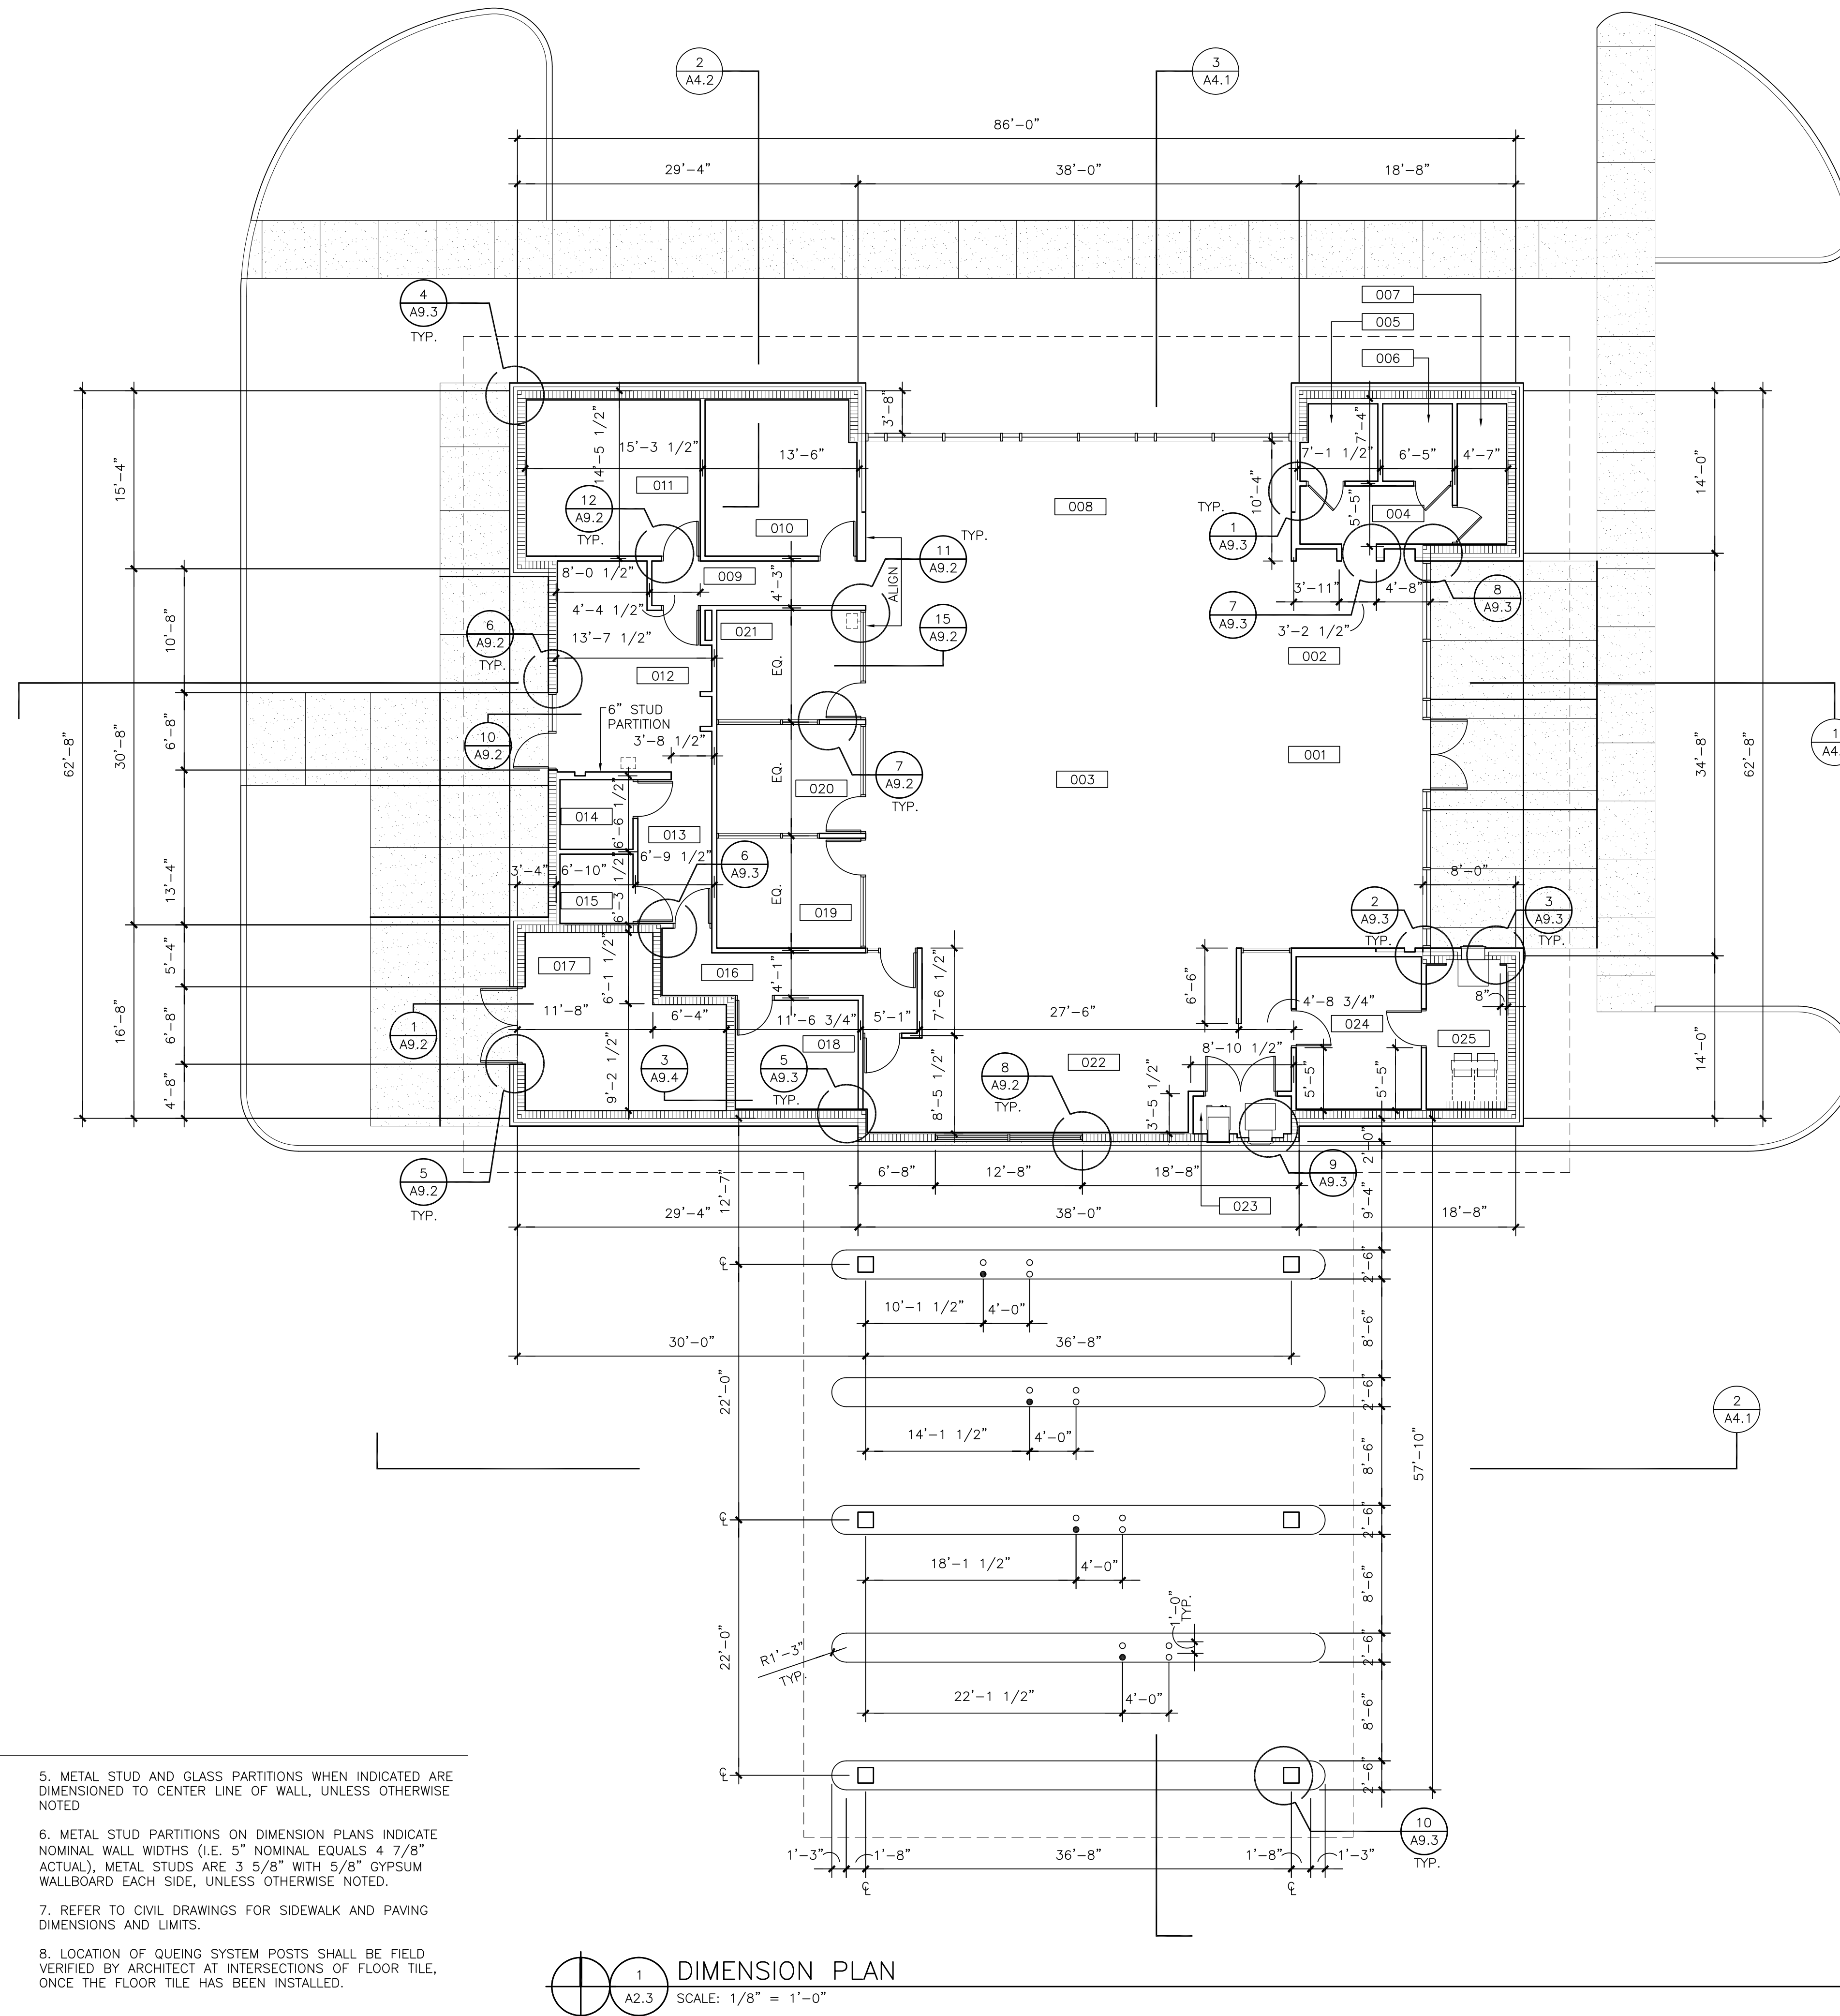 2
A4.2
3
A4.1
86'-0"
29'-4"
38'-0"
18'-8"
4
A9.3
TYP.
007
005
006
3'-8"
14'-5 1/2"
15'-3 1/2"
13'-6"
7'-4"
7'-1 1/2"
6'-5"
4'-7"
011
12
A9.2
TYP.
010
008
10'-4"
TYP.
1
A9.3
004
5'-5"
15'-4"
14'-0"
TYP.
11
A9.2
ALIGN
8'-0 1/2"
009
4'-3"
4'-4 1/2"
13'-7 1/2"
3'-11"
4'-8"
8
A9.3
7
A9.3
3'-2 1/2"
6
A9.2
TYP.
021
15
A9.2
EQ.
002
012
10'-8"
6" STUD
PARTITION
3'-8 1/2"
10
A9.2
6'-8"
62'-8"
30'-8"
7
A9.2
TYP.
EQ.
020
003
001
34'-8"
62'-8"
1
014
6'-6 1/2"
013
6'-9 1/2"
6
A9.3
3'-4"
6'-10"
015
6'-3 1/2"
13'-4"
EQ.
019
8'-0"
2
A9.3
TYP.
3
A9.3
TYP.
017
6'-1 1/2"
016
4'-1"
7'-6 1/2"
6'-6"
5'-4"
11'-8"
6'-4"
11'-6 3/4"
5'-1"
27'-6"
4'-8 3/4"
8"
024
025
16'-8"
6'-8"
1
A9.2
018
8'-10 1/2"
022
4'-8"
9'-2 1/2"
3
A9.4
5
A9.3
8'-5 1/2"
8
A9.2
TYP.
3'-5 1/2"
5'-5"
5'-5"
14'-0"
5
A9.2
TYP.
12'-7"
6'-8"
12'-8"
18'-8"
9
A9.3
2'-0"
023
9'-4"
29'-4"
38'-0"
18'-8"
2'-6"
10'-1 1/2"
4'-0"
30'-0"
36'-8"
8'-6"
22'-0"
2'-6"
2
A4.1
14'-1 1/2"
4'-0"
8'-6"
57'-10"
2'-6"
18'-1 1/2"
4'-0"
8'-6"
22'-0"
1'-0"
TYP.
R1'-3"
TYP.
2'-6"
22'-1 1/2"
4'-0"
8'-6"
2'-6"
10
A9.3
TYP.
1'-3"
1'-8"
36'-8"
1'-8"
1'-3"
5. METAL STUD AND GLASS PARTITIONS WHEN INDICATED ARE
DIMENSIONED TO CENTER LINE OF WALL, UNLESS OTHERWISE
NOTED
6. METAL STUD PARTITIONS ON DIMENSION PLANS INDICATE
NOMINAL WALL WIDTHS (I.E. 5" NOMINAL EQUALS 4 7/8"
ACTUAL), METAL STUDS ARE 3 5/8" WITH 5/8" GYPSUM
WALLBOARD EACH SIDE, UNLESS OTHERWISE NOTED.
7. REFER TO CIVIL DRAWINGS FOR SIDEWALK AND PAVING
DIMENSIONS AND LIMITS.
8. LOCATION OF QUEING SYSTEM POSTS SHALL BE FIELD
VERIFIED BY ARCHITECT AT INTERSECTIONS OF FLOOR TILE,
ONCE THE FLOOR TILE HAS BEEN INSTALLED.
1
A2.3
DIMENSION PLAN
SCALE: 1/8" = 1'-0"